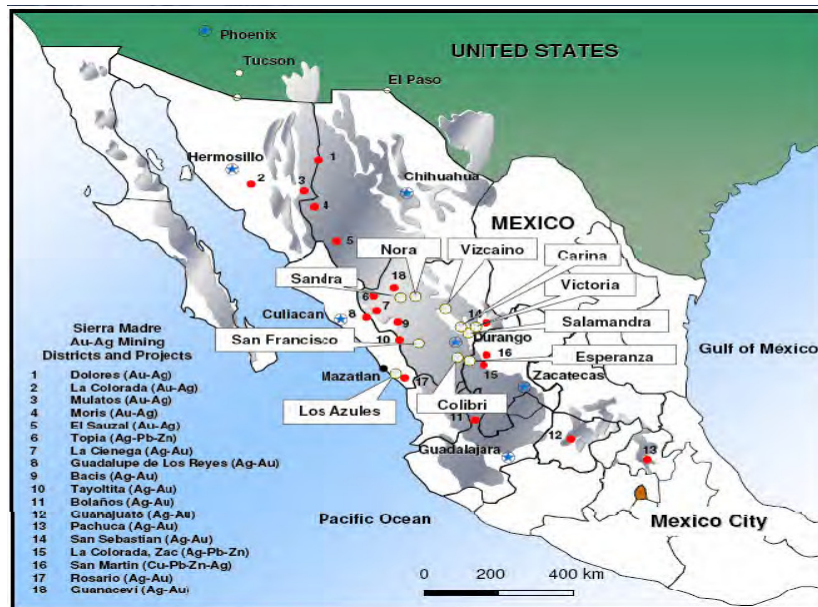 Phoenix
UNITED STATES
Tucson
El Paso
Hermosillo
1
2
3
Chihuahua
4
MEXICO
5
Nora
Vizcaino
Carina
Sandra
18
Victoria
6
7
14
Culiacan
8
Salamandra
9
Durango
San Francisco
10
16
Esperanza
Gulf of Mexico
15
Mazatlan
17
Zacatecas
Los Azules
Colibri
11
12
Guadalajara
13
Pacific Ocean
Mexico City
0 200 400 km
Sierra Madre
Au-Ag Mining
Districts and Projects
1 Dolores (Au-Ag)
2 La Colorada (Au-Ag)
3 Mulatos (Au-Ag)
4 Moris (Au-Ag)
5 El Sauzal (Au-Ag)
6 Topia (Ag-Pb-Zn)
7 La Cienega (Ag-Au)
8 Guadalupe de Los Reyes (Ag-Au)
9 Bacis (Ag-Au)
10 Tayoltita (Ag-Au)
11 Bolaños (Ag-Au)
12 Guanajuato (Ag-Au)
13 Pachuca (Ag-Au)
14 San Sebastian (Ag-Au)
15 La Colorada, Zac (Ag-Pb-Zn)
16 San Martin (Cu-Pb-Zn-Ag)
17 Rosario (Ag-Au)
18 Guanaceví (Ag-Au)